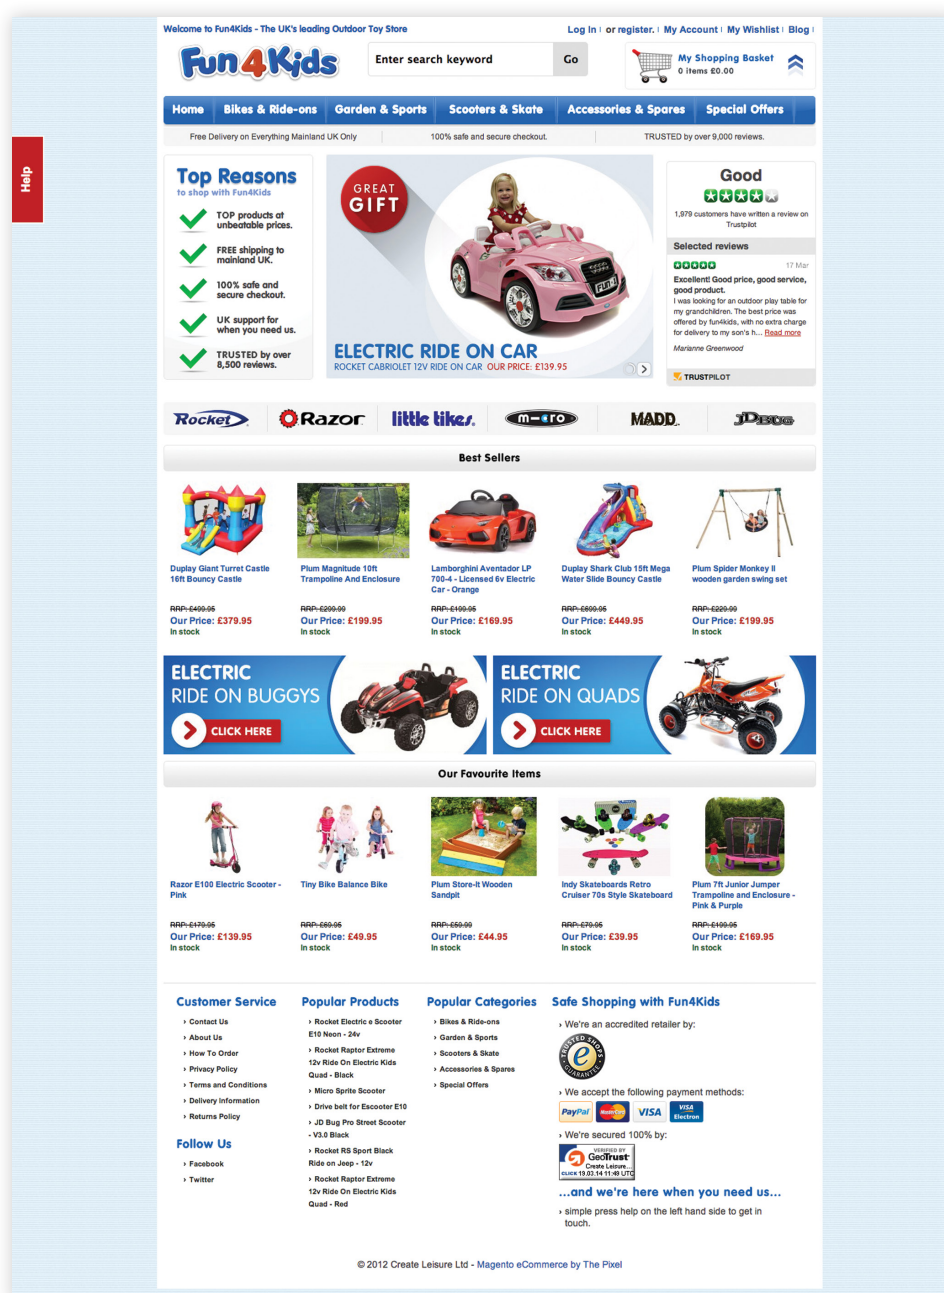 Welcome to Fun4Kids - The UK's leading Outdoor Toy Store
Log In | or register. | My Account | My Wishlist | Blog |
Fun4Kids
Enter search keyword
Go
My Shopping Basket
0 items £0.00
Home
Bikes & Ride-ons
Garden & Sports
Scooters & Skate
Accessories & Spares
Special Offers
Free Delivery on Everything Mainland UK Only
100% safe and secure checkout.
TRUSTED by over 9,000 reviews.
Help
Top Reasons
to shop with Fun4Kids
TOP products at
unbeatable prices.
FREE shipping to
mainland UK.
100% safe and
secure checkout.
UK support for
when you need us.
TRUSTED by over
8,500 reviews.
GREAT
GIFT
FUN-1
ELECTRIC RIDE ON CAR
ROCKET CABRIOLET 12V RIDE ON CAR OUR PRICE: £139.95
Good
1,979 customers have written a review on
Trustpilot
Selected reviews
17 Mar
Excellent! Good price, good service,
good product.
I was looking for an outdoor play table for
my grandchildren. The best price was
offered by fun4kids, with no extra charge
for delivery to my son's h... Read more
Marianne Greenwood
TRUSTPILOT
Rocket
Razor
little tikes.
micro
MADD
JDBUG
Best Sellers
Duplay Giant Turret Castle
16ft Bouncy Castle
RRP: £499.95
Our Price: £379.95
In stock
Plum Magnitude 10ft
Trampoline And Enclosure
RRP: £299.99
Our Price: £199.95
In stock
Lamborghini Aventador LP
700-4 - Licensed 6v Electric
Car - Orange
RRP: £199.95
Our Price: £169.95
In stock
Duplay Shark Club 15ft Mega
Water Slide Bouncy Castle
RRP: £699.95
Our Price: £449.95
In stock
Plum Spider Monkey II
wooden garden swing set
RRP: £229.99
Our Price: £199.95
In stock
ELECTRIC
RIDE ON BUGGYS
CLICK HERE
ELECTRIC
RIDE ON QUADS
CLICK HERE
Our Favourite Items
Razor E100 Electric Scooter -
Pink
RRP: £179.95
Our Price: £139.95
In stock
Tiny Bike Balance Bike
RRP: £69.95
Our Price: £49.95
In stock
Plum Store-It Wooden
Sandpit
RRP: £59.99
Our Price: £44.95
In stock
Indy Skateboards Retro
Cruiser 70s Style Skateboard
RRP: £79.95
Our Price: £39.95
In stock
Plum 7ft Junior Jumper
Trampoline and Enclosure -
Pink & Purple
RRP: £199.95
Our Price: £169.95
In stock
Customer Service
› Contact Us
› About Us
› How To Order
› Privacy Policy
› Terms and Conditions
› Delivery Information
› Returns Policy
Follow Us
› Facebook
› Twitter
Popular Products
› Rocket Electric e Scooter
E10 Neon - 24v
› Rocket Raptor Extreme
12v Ride On Electric Kids
Quad - Black
› Micro Sprite Scooter
› Drive belt for Escooter E10
› JD Bug Pro Street Scooter
- V3.0 Black
› Rocket RS Sport Black
Ride on Jeep - 12v
› Rocket Raptor Extreme
12v Ride On Electric Kids
Quad - Red
Popular Categories
› Bikes & Ride-ons
› Garden & Sports
› Scooters & Skate
› Accessories & Spares
› Special Offers
Safe Shopping with Fun4Kids
› We're an accredited retailer by:
TRUSTED SHOPS
e
GUARANTEE
› We accept the following payment methods:
PayPal
MasterCard
VISA
VISA
Electron
› We're secured 100% by:
VERIFIED BY
GeoTrust
Create Leisure...
CLICK 19.03.14 11:49 UTC
...and we're here when you need us...
› simple press help on the left hand side to get in
touch.
© 2012 Create Leisure Ltd - Magento eCommerce by The Pixel